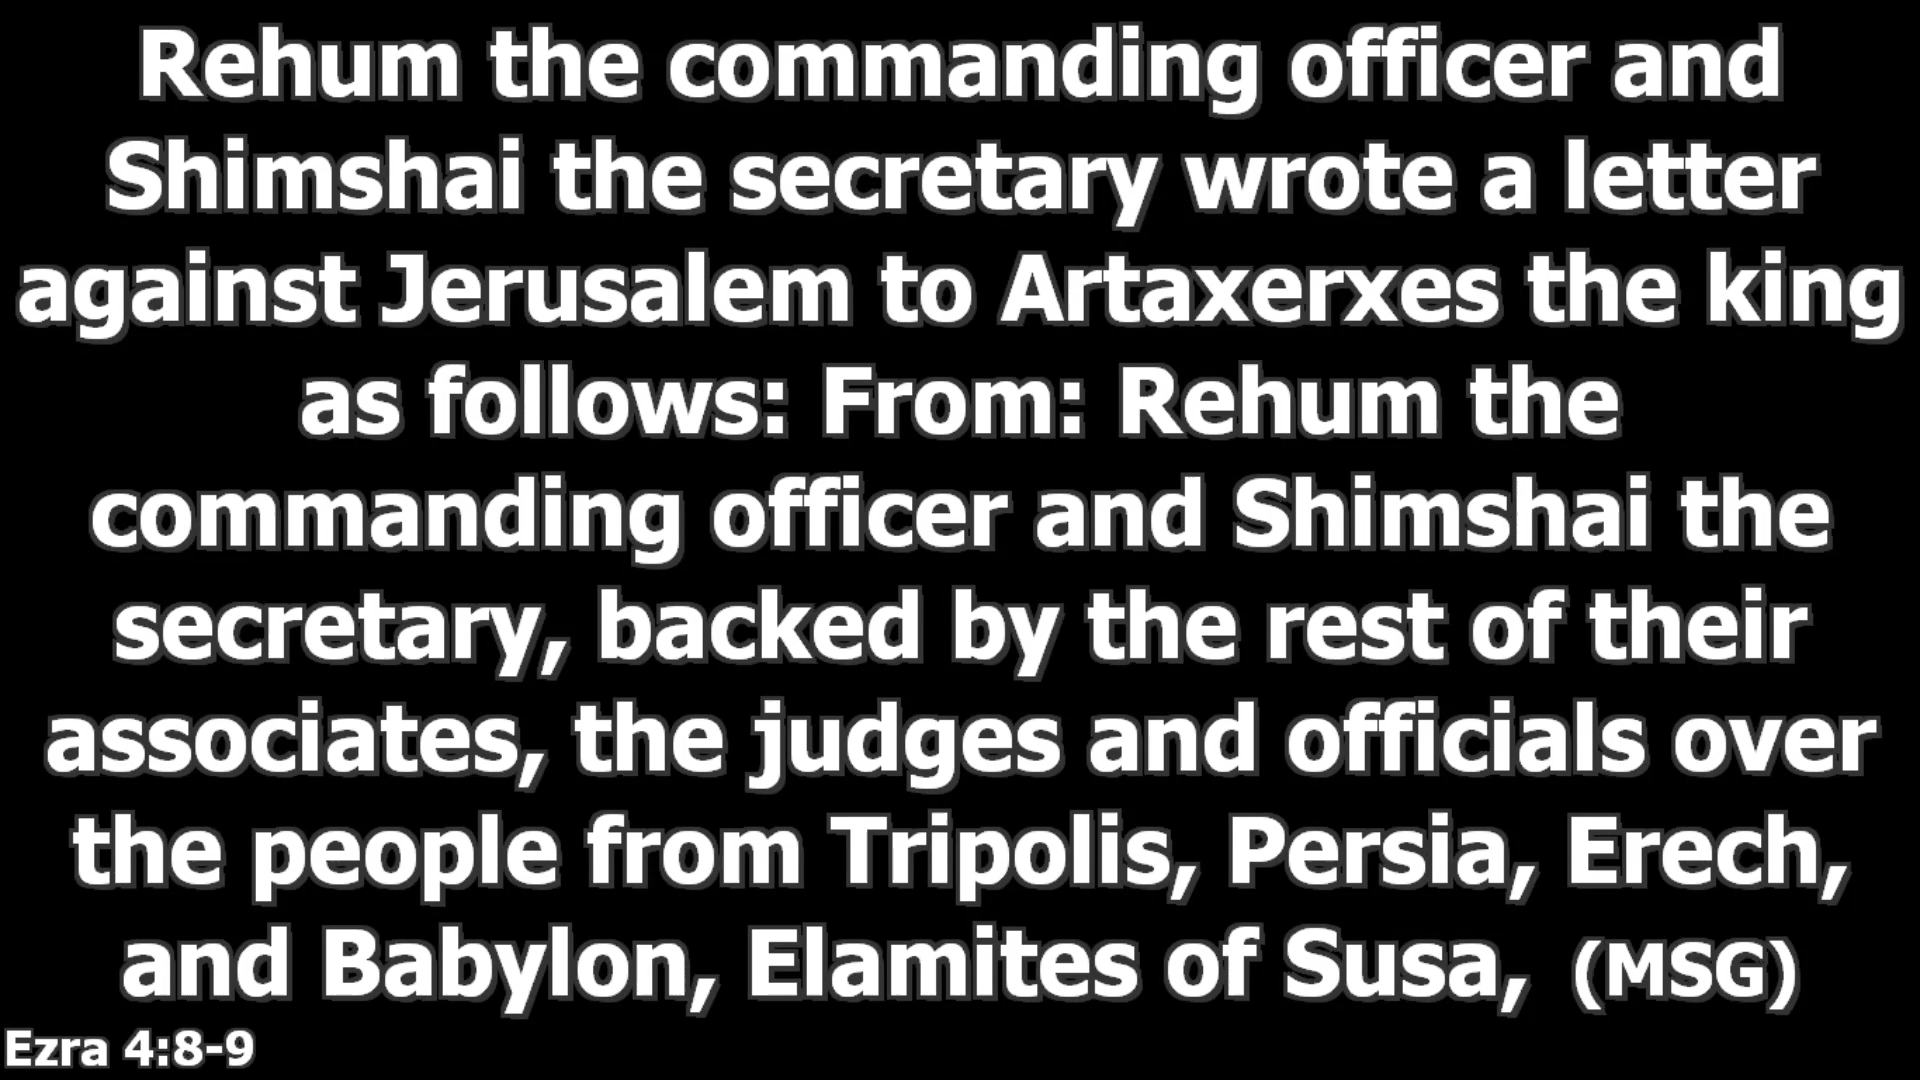 Rehum the commanding officer and
Shimshai the secretary wrote a letter
against Jerusalem to Artaxerxes the king
as follows: From: Rehum the
commanding officer and Shimshai the
secretary, backed by the rest of their
associates, the judges and officials over
the people from Tripolis, Persia, Erech,
and Babylon, Elamites of Susa, (MSG)
Ezra 4:8-9